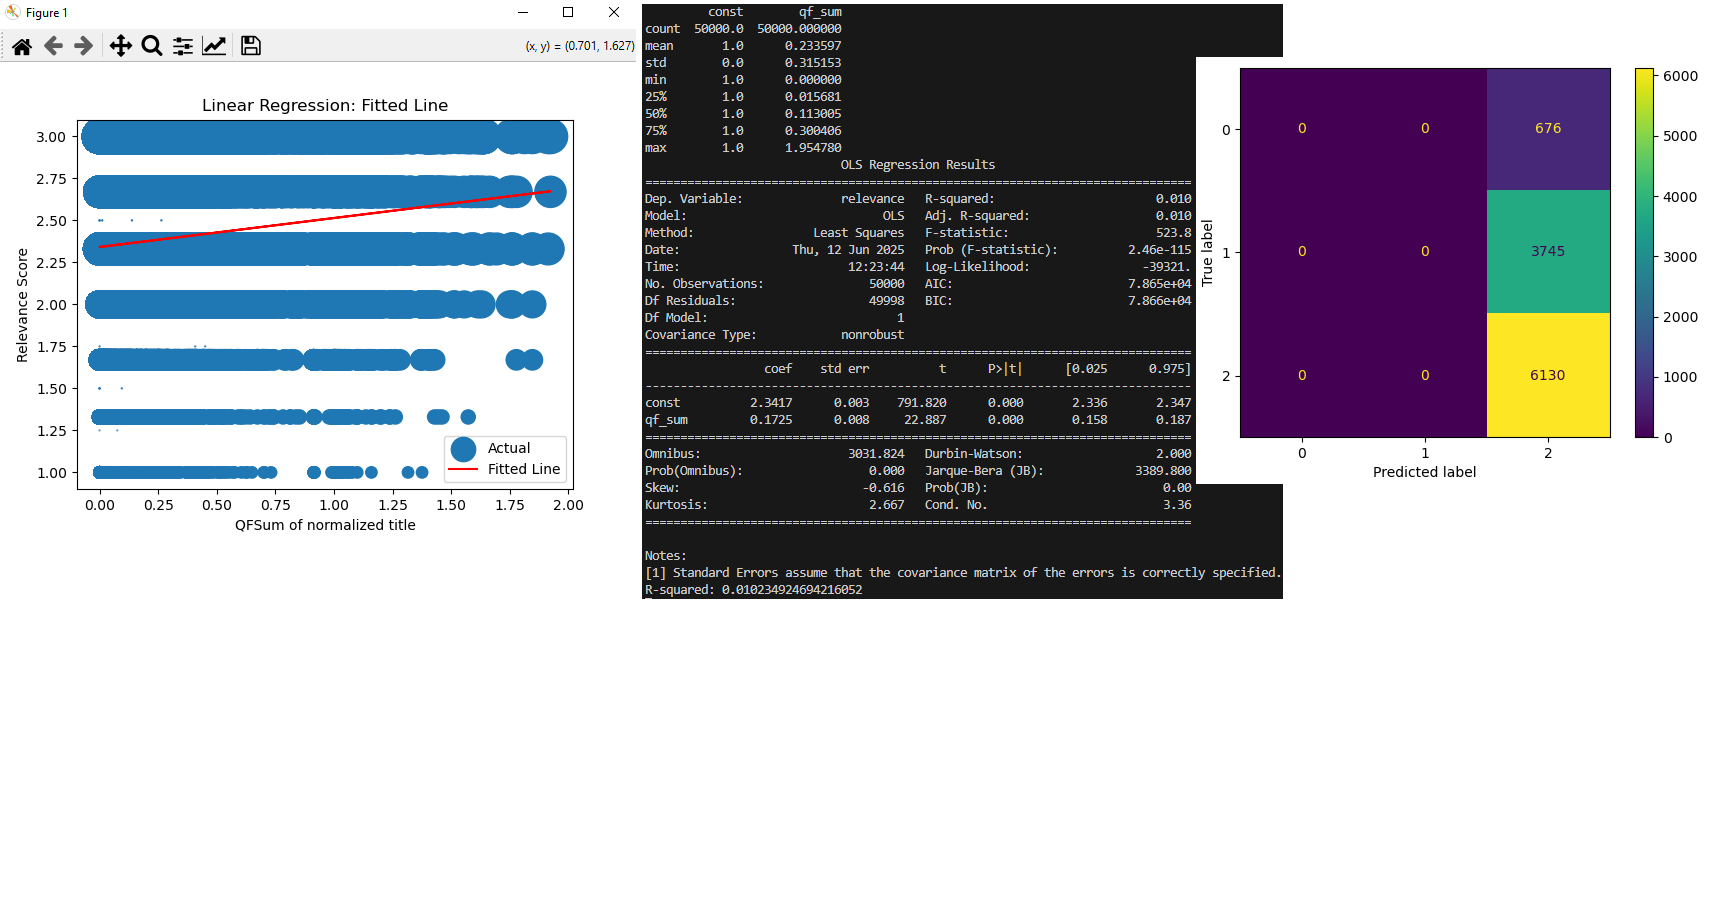 Figure 1
(x, y) = (0.701, 1.627)
Linear Regression: Fitted Line
3.00
2.75
2.50
2.25
2.00
1.75
1.50
1.25
1.00
Relevance Score
Actual
Fitted Line
0.00 0.25 0.50 0.75 1.00 1.25 1.50 1.75 2.00
QFSum of normalized title
const qf_sum
count 50000.0 50000.000000
mean 1.0 0.233597
std 0.0 0.315153
min 1.0 0.000000
25% 1.0 0.015681
50% 1.0 0.113005
75% 1.0 0.300406
max 1.0 1.954780
OLS Regression Results
==============================================================================
Dep. Variable: relevance R-squared: 0.010
Model: OLS Adj. R-squared: 0.010
Method: Least Squares F-statistic: 523.8
Date: Thu, 12 Jun 2025 Prob (F-statistic): 2.46e-115
Time: 12:23:44 Log-Likelihood: -39321.
No. Observations: 50000 AIC: 7.865e+04
Df Residuals: 49998 BIC: 7.866e+04
Df Model: 1
Covariance Type: nonrobust
==============================================================================
coef std err t P>|t| [0.025 0.975]
------------------------------------------------------------------------------
const 2.3417 0.003 791.820 0.000 2.336 2.347
qf_sum 0.1725 0.008 22.887 0.000 0.158 0.187
==============================================================================
Omnibus: 3031.824 Durbin-Watson: 2.000
Prob(Omnibus): 0.000 Jarque-Bera (JB): 3389.800
Skew: -0.616 Prob(JB): 0.00
Kurtosis: 2.667 Cond. No. 3.36
==============================================================================
Notes:
[1] Standard Errors assume that the covariance matrix of the errors is correctly specified.
R-squared: 0.010234924694216052
True label
0 0 0 676
1 0 0 3745
2 0 0 6130
0 1 2
Predicted label
6000
5000
4000
3000
2000
1000
0